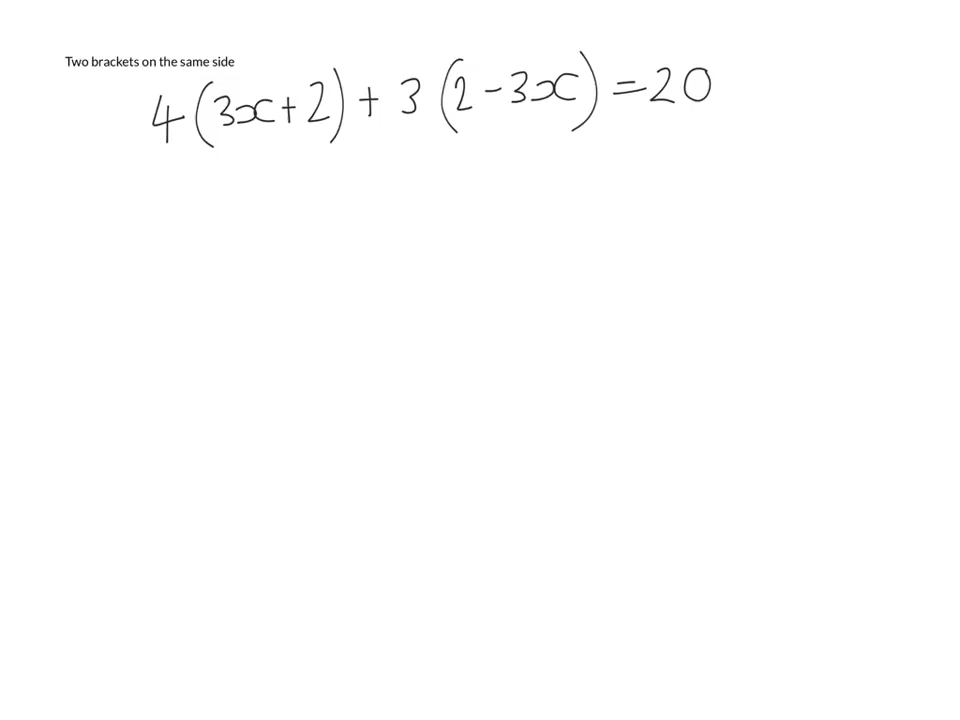 Two brackets on the same side
4(3x+2) + 3(2-3x) = 20